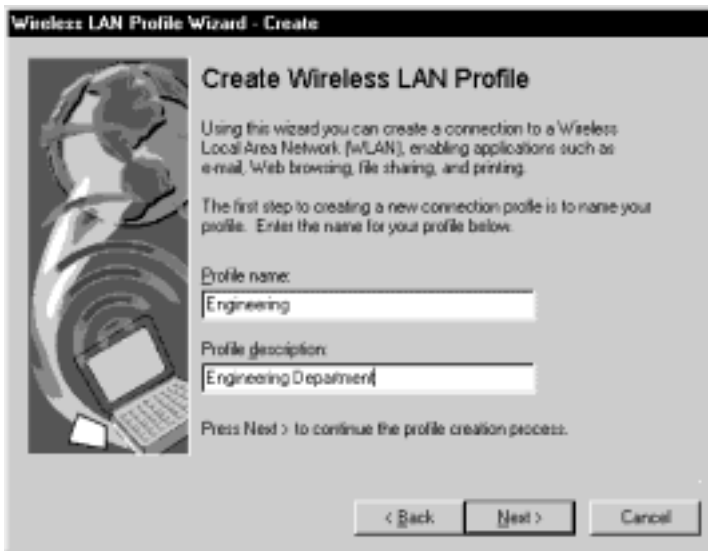 Wireless LAN Profile Wizard - Create
Create Wireless LAN Profile
Using this wizard you can create a connection to a Wireless
Local Area Network (WLAN), enabling applications such as
e-mail, Web browsing, file sharing, and printing.
The first step to creating a new connection profile is to name your
profile. Enter the name for your profile below.
Profile name:
Engineering
Profile description:
Engineering Department
Press Next > to continue the profile creation process.
< Back
Next >
Cancel